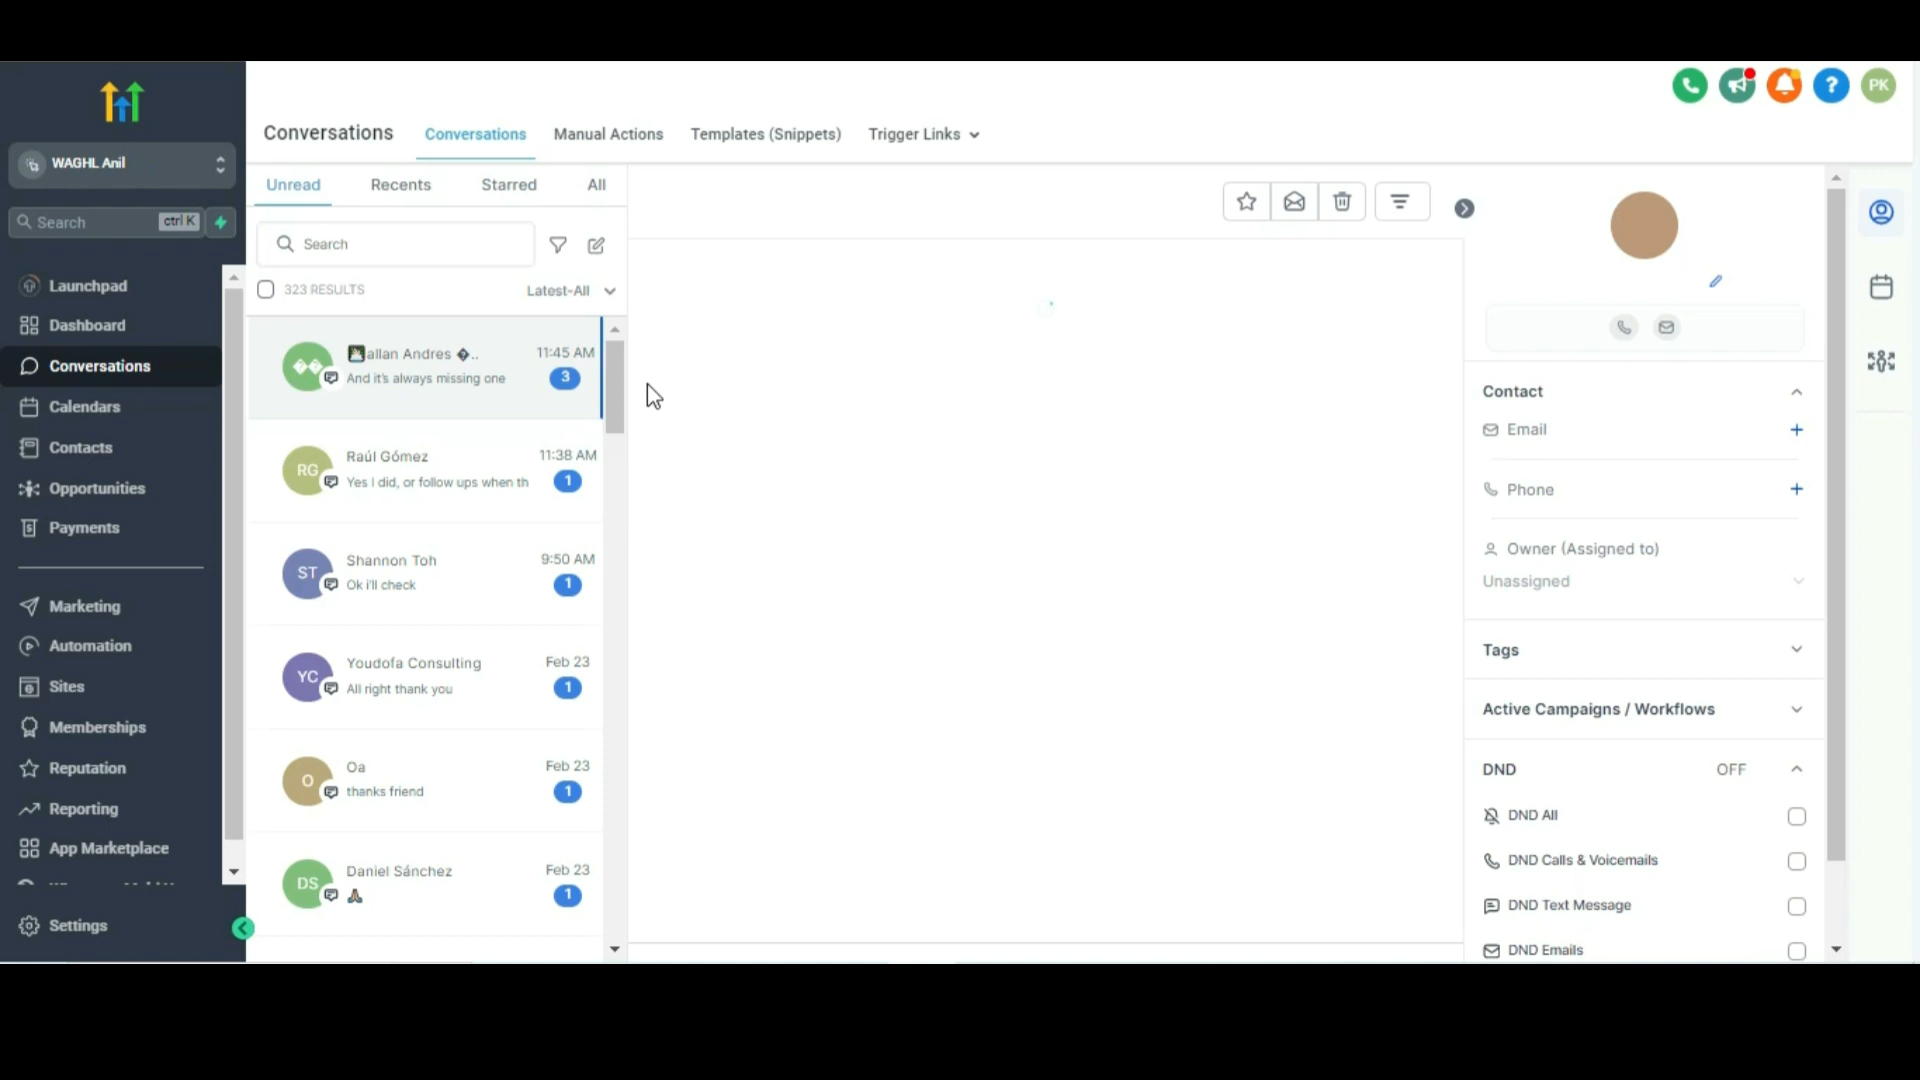 PK
Conversations
Conversations
Manual Actions
Templates (Snippets)
Trigger Links
WAGHL Anil
Search
ctrl K
Launchpad
Dashboard
Conversations
Calendars
Contacts
Opportunities
Payments
Marketing
Automation
Sites
Memberships
Reputation
Reporting
App Marketplace
Settings
Unread
Recents
Starred
All
Search
323 RESULTS
Latest-All
allan Andres �..
11:45 AM
And it's always missing one
3
RG
Raúl Gómez
11:38 AM
Yes I did, or follow ups when th
1
ST
Shannon Toh
9:50 AM
Ok i'll check
1
YC
Youdofa Consulting
Feb 23
All right thank you
1
O
Oa
Feb 23
thanks friend
1
DS
Daniel Sánchez
Feb 23
🙏🏽
1
Contact
Email
Phone
Owner (Assigned to)
Unassigned
Tags
Active Campaigns / Workflows
DND
OFF
DND All
DND Calls & Voicemails
DND Text Message
DND Emails